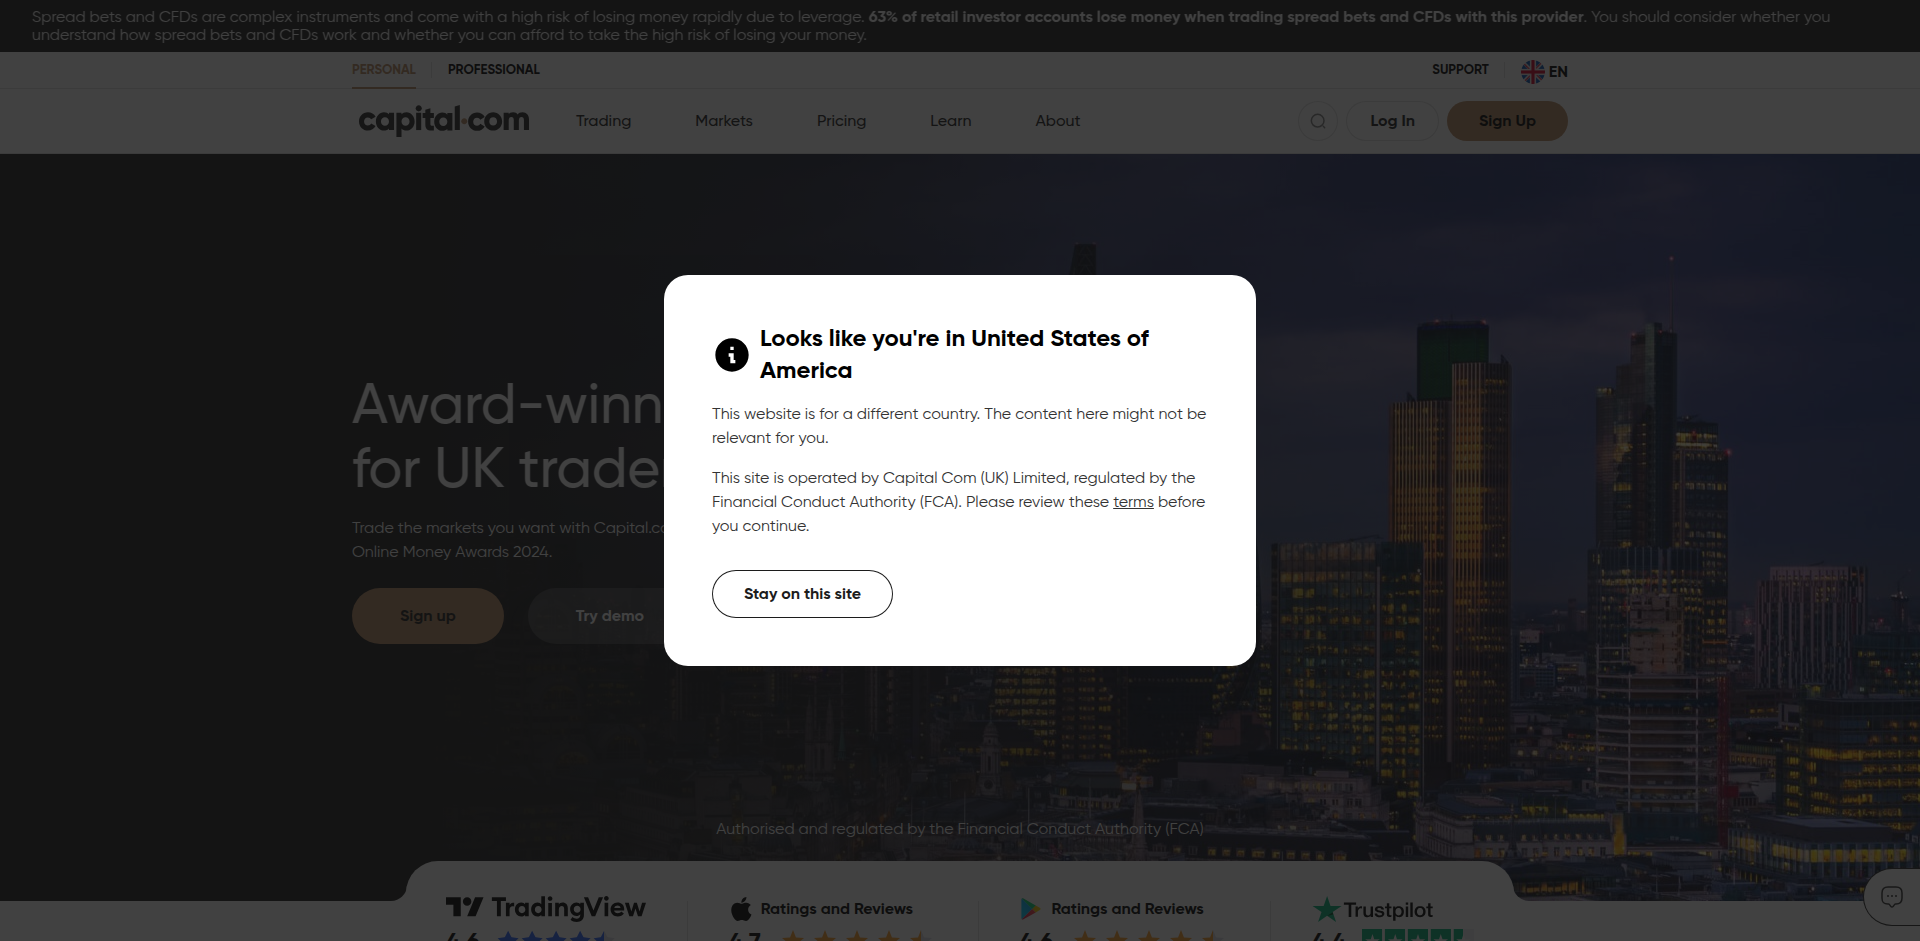 Spread bets and CFDs are complex instruments and come with a high risk of losing money rapidly due to leverage. 63% of retail investor accounts lose money when trading spread bets and CFDs with this provider. You should consider whether you
understand how spread bets and CFDs work and whether you can afford to take the high risk of losing your money.
PERSONAL PROFESSIONAL SUPPORT EN
capital.com Trading Markets Pricing Learn About Log In Sign Up
Looks like you're in United States of
America
This website is for a different country. The content here might not be
relevant for you.
This site is operated by Capital Com (UK) Limited, regulated by the
Financial Conduct Authority (FCA). Please review these terms before
you continue.
Stay on this site
Award-winn
for UK trade
Trade the markets you want with Capital.c
Online Money Awards 2024.
Sign up Try demo
Authorised and regulated by the Financial Conduct Authority (FCA)
TradingView Ratings and Reviews Ratings and Reviews Trustpilot
4.6 4.7 4.6 4.4